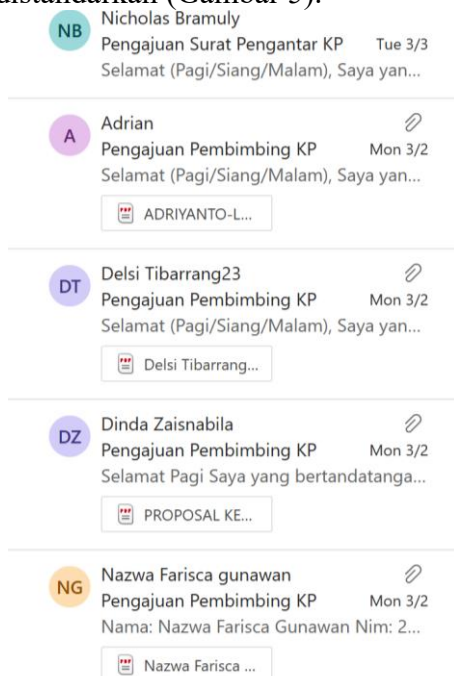 distandarkan (Gambar 3).
NB
Nicholas Bramuly
Pengajuan Surat Pengantar KP Tue 3/3
Selamat (Pagi/Siang/Malam), Saya yan...
A
Adrian
Pengajuan Pembimbing KP Mon 3/2
Selamat (Pagi/Siang/Malam), Saya yan...
ADRIYANTO-L...
DT
Delsi Tibarrang23
Pengajuan Pembimbing KP Mon 3/2
Selamat (Pagi/Siang/Malam), Saya yan...
Delsi Tibarrang...
DZ
Dinda Zaisnabila
Pengajuan Pembimbing KP Mon 3/2
Selamat Pagi Saya yang bertandatanga...
PROPOSAL KE...
NG
Nazwa Farisca gunawan
Pengajuan Pembimbing KP Mon 3/2
Nama: Nazwa Farisca Gunawan Nim: 2...
Nazwa Farisca ...